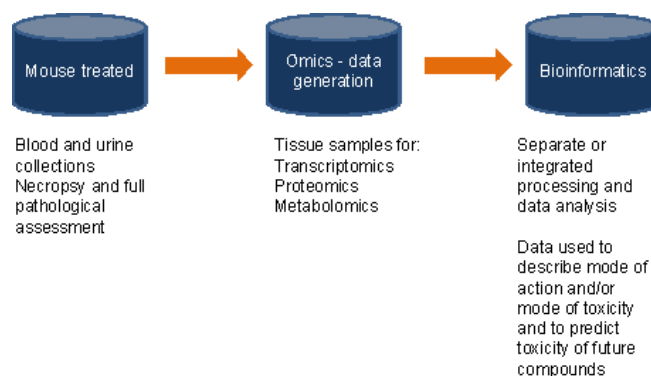 Mouse treated
Omics - data
generation
Bioinformatics
Blood and urine
collections
Necropsy and full
pathological
assessment
Tissue samples for:
Transcriptomics
Proteomics
Metabolomics
Separate or
integrated
processing and
data analysis
Data used to
describe mode of
action and/or
mode of toxicity
and to predict
toxicity of future
compounds